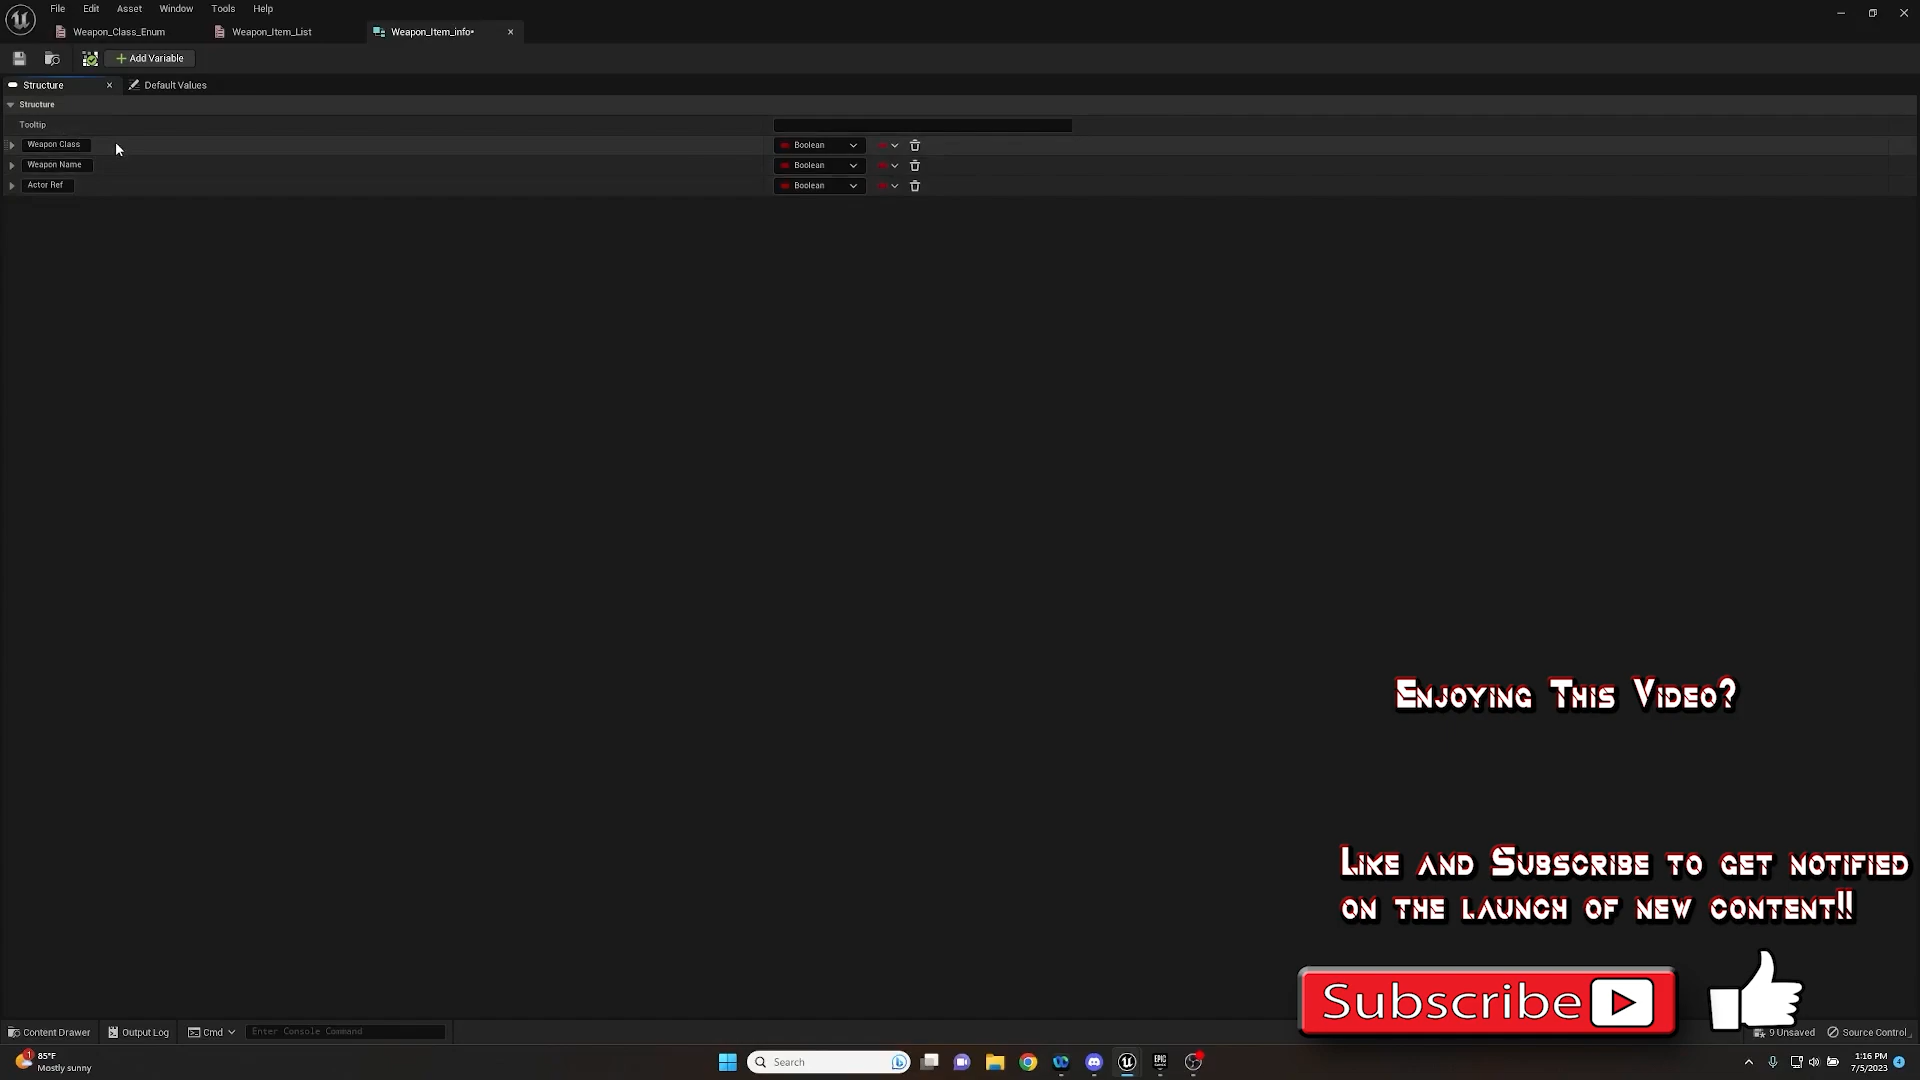 File Edit Asset Window Tools Help
Weapon_Class_Enum Weapon_Item_List Weapon_Item_info•
Add Variable
Structure Default Values
Structure
Tooltip
Weapon Class Boolean
Weapon Name Boolean
Actor Ref Boolean
Enjoying This Video?
Like and Subscribe to get notified
on the launch of new content!!
Subscribe
Content Drawer Output Log Cmd Enter Console Command 9 Unsaved Source Control
85°F
Mostly sunny
Search
EPIC
1:16 PM
7/5/2023